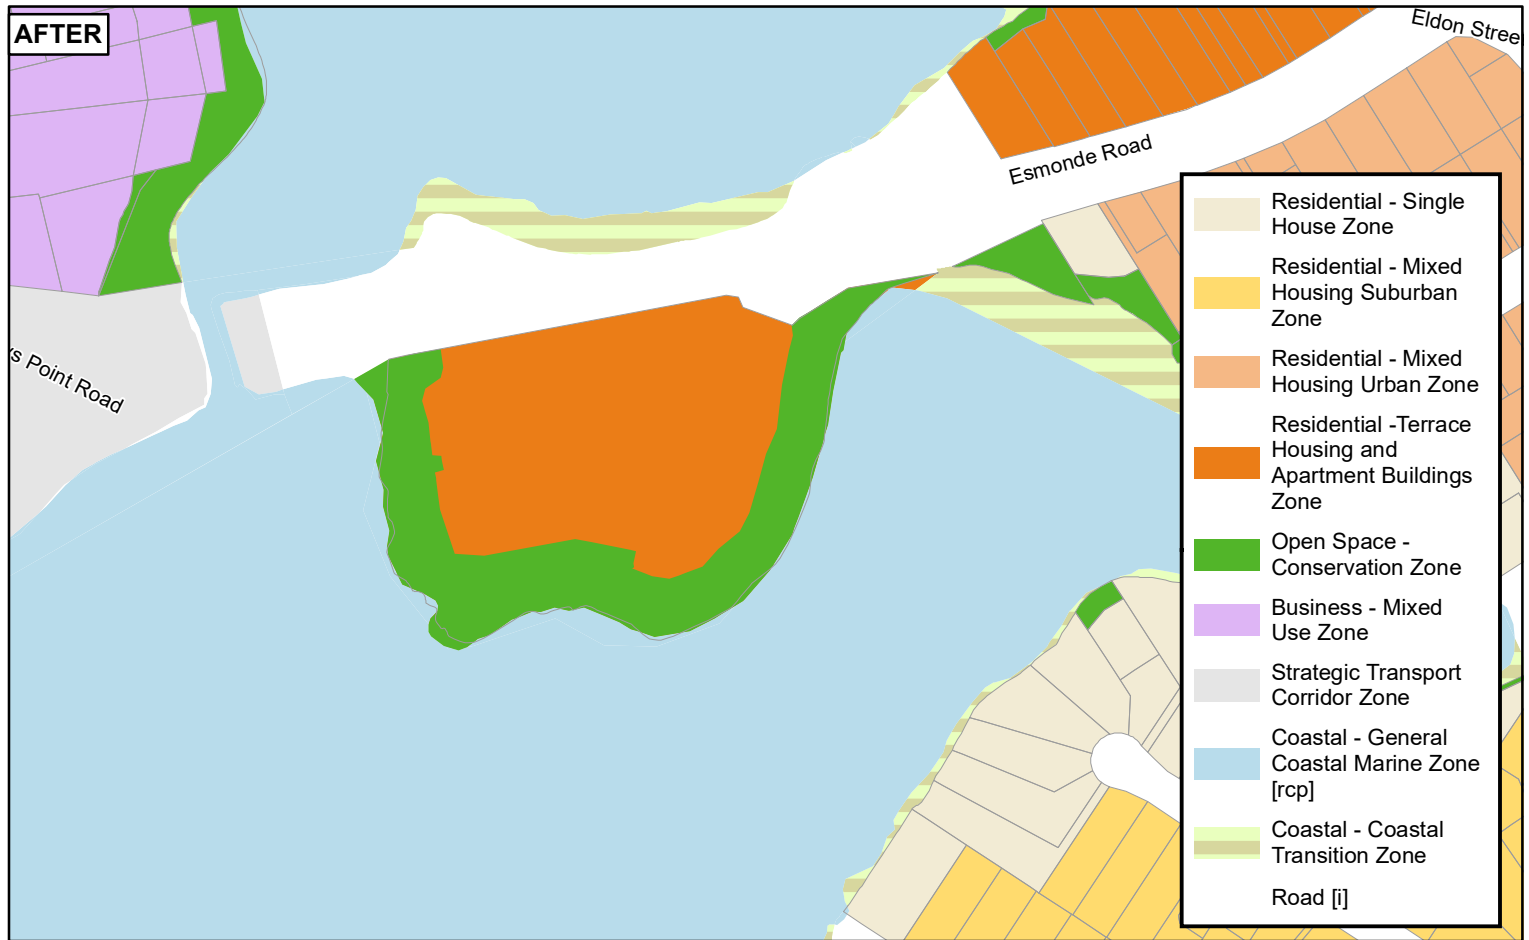 AFTER
Eldon Stree
Esmonde Road
s Point Road
Residential - Single
House Zone
Residential - Mixed
Housing Suburban
Zone
Residential - Mixed
Housing Urban Zone
Residential -Terrace
Housing and
Apartment Buildings
Zone
Open Space -
Conservation Zone
Business - Mixed
Use Zone
Strategic Transport
Corridor Zone
Coastal - General
Coastal Marine Zone
[rcp]
Coastal - Coastal
Transition Zone
Road [i]